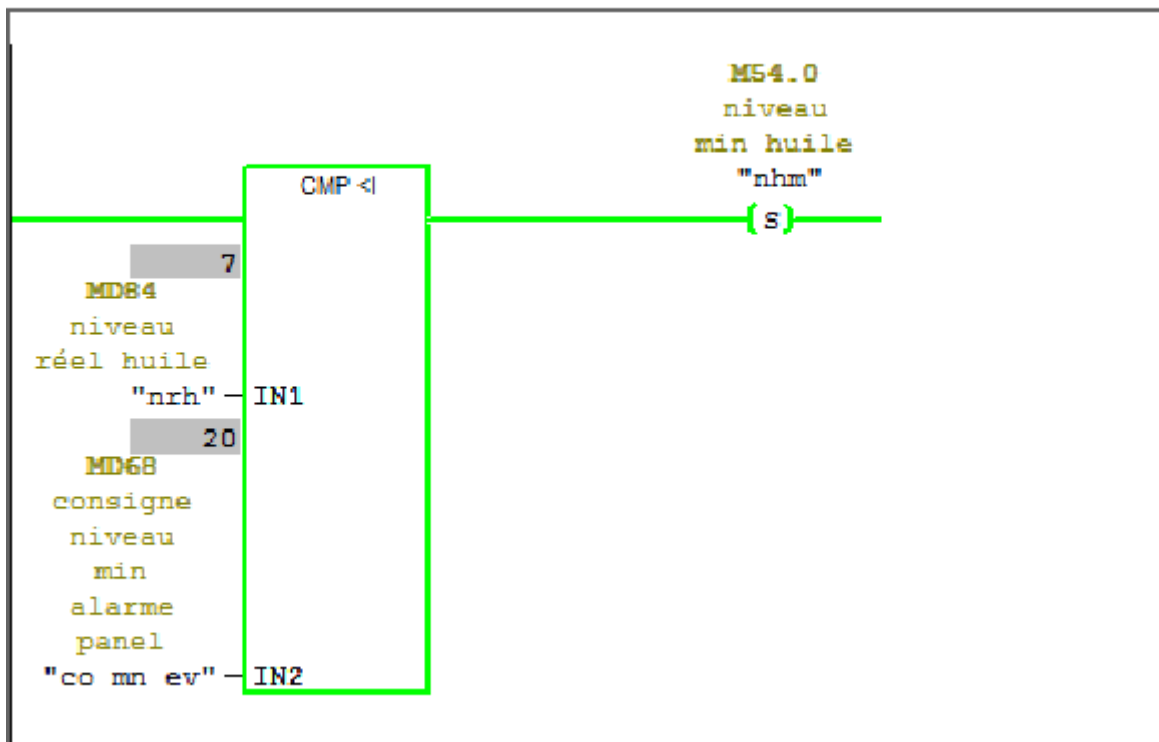 M54.0
niveau
min huile
"nhm"
CMP <I
S
7
MD84
niveau
réel huile
"nrh"
IN1
20
MD68
consigne
niveau
min
alarme
panel
"co mn ev"
IN2